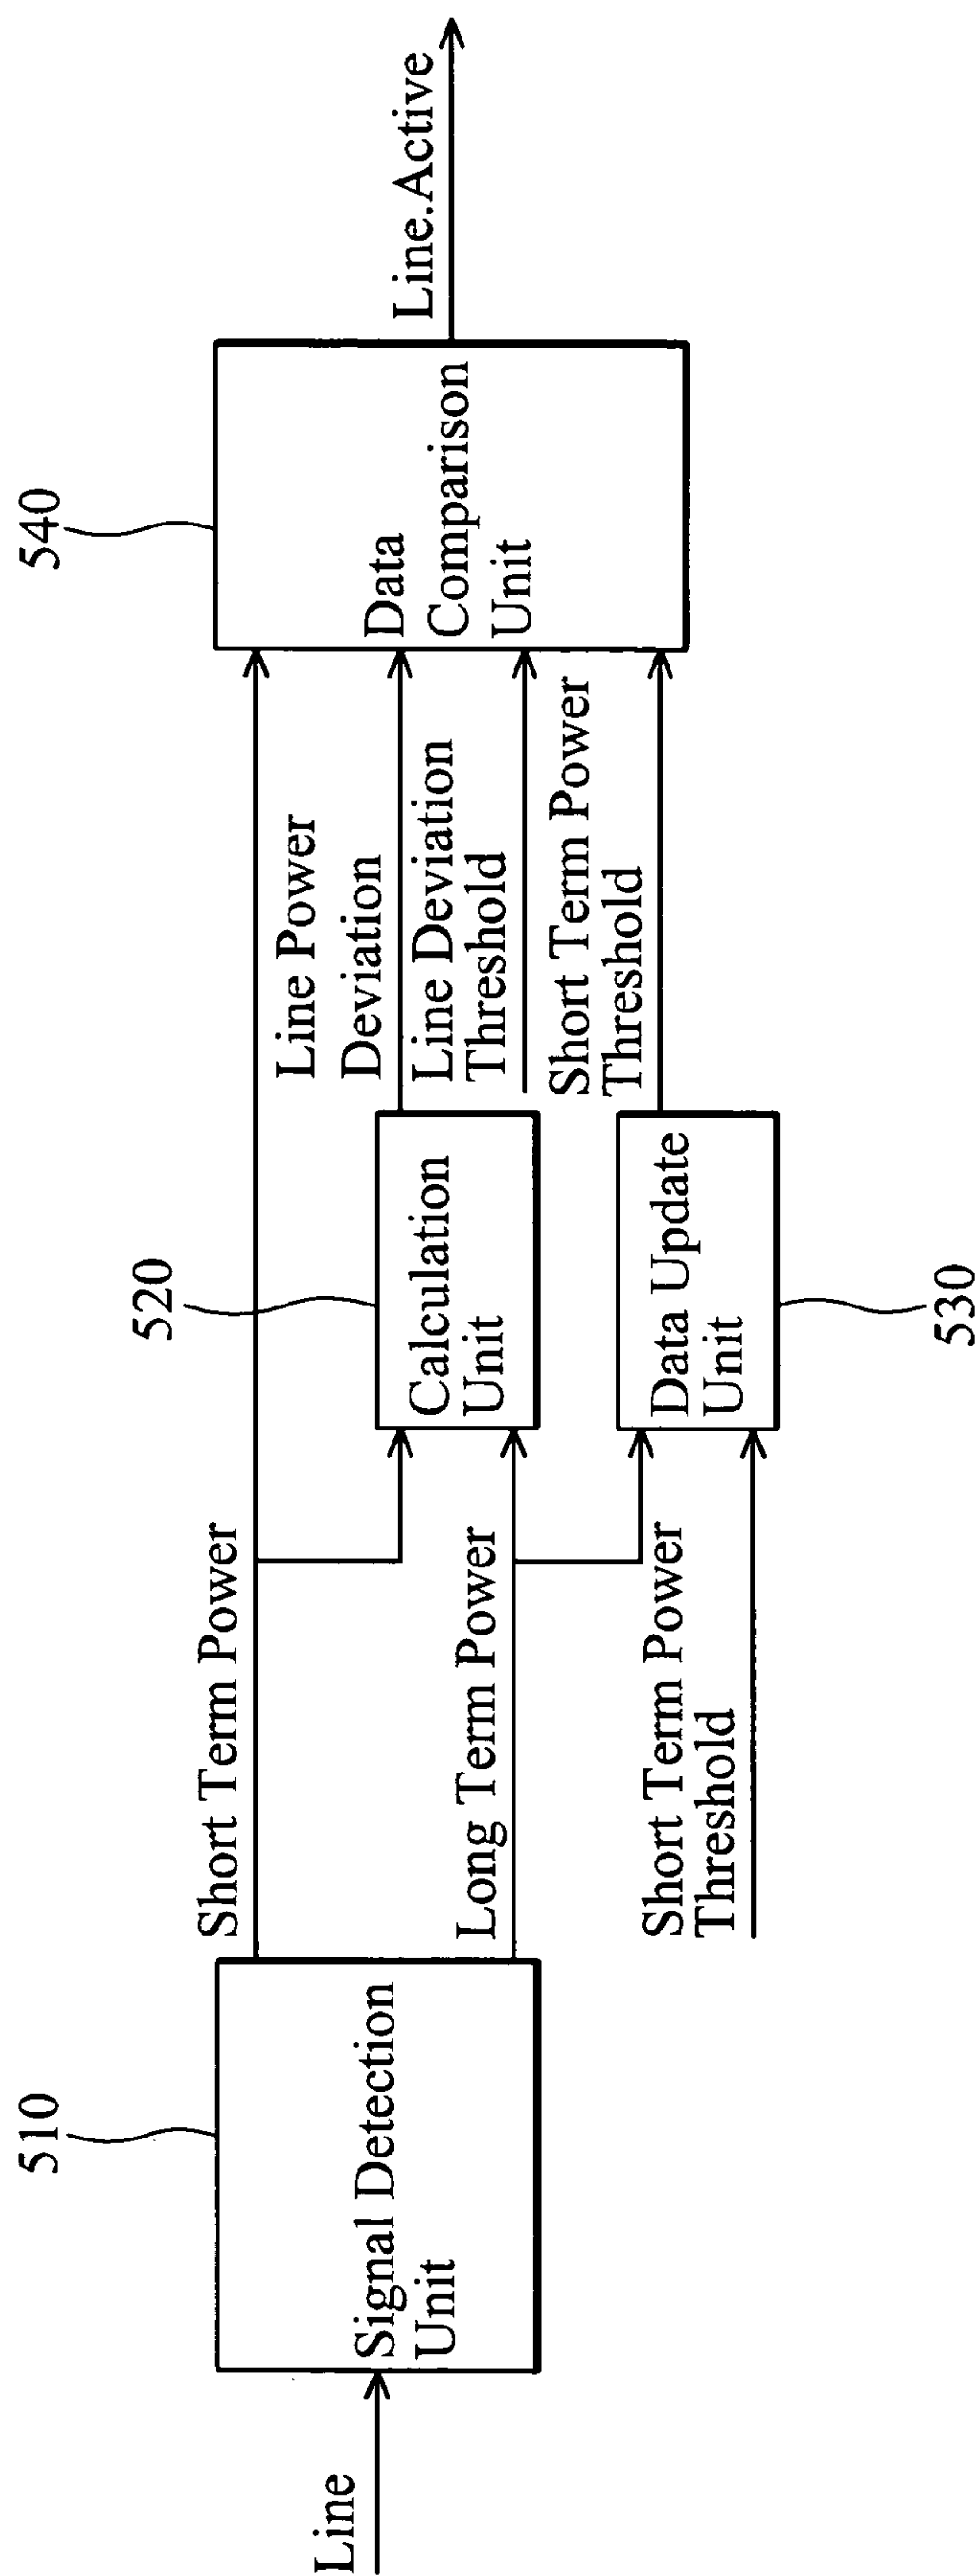 Line
510
Signal Detection
Unit
Short Term Power
Long Term Power
Short Term Power
Threshold
520
Calculation
Unit
Data Update
Unit
530
Line Power
Deviation
Line Deviation
Threshold
Short Term Power
Threshold
540
Data
Comparison
Unit
Line.Active